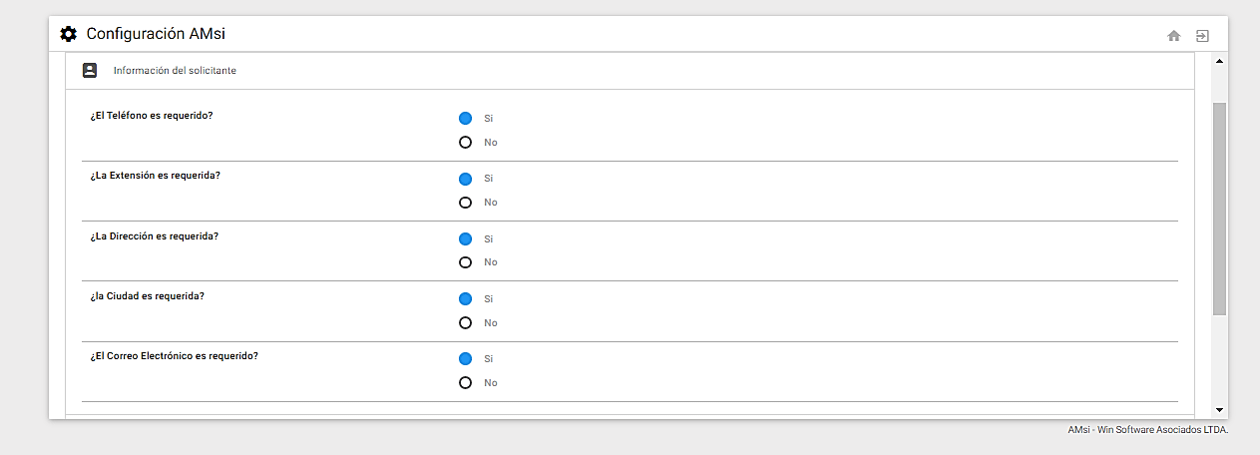 Configuración AMsi
Información del solicitante
¿El Teléfono es requerido?
Si
No
¿La Extensión es requerida?
Si
No
¿La Dirección es requerida?
Si
No
¿la Ciudad es requerida?
Si
No
¿El Correo Electrónico es requerido?
Si
No
AMsi - Win Software Asociados LTDA.